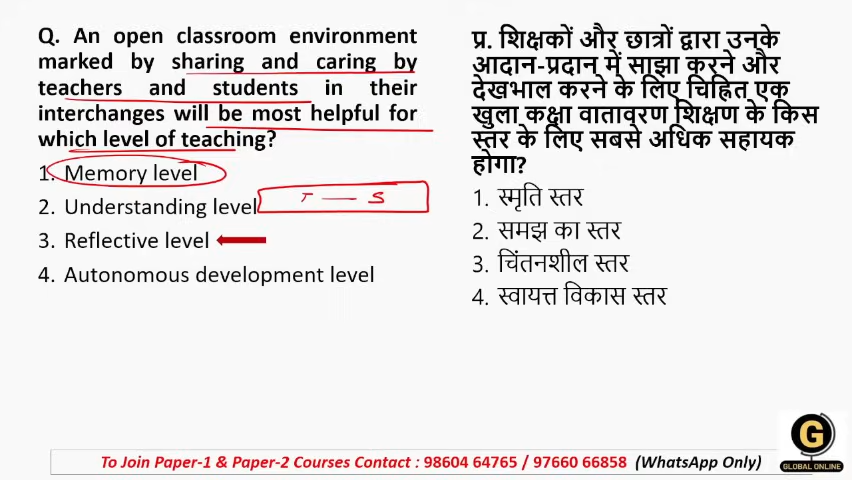 Q. An open classroom environment
marked by sharing and caring by
teachers and students in their
interchanges will be most helpful for
which level of teaching?
1. Memory level
2. Understanding level
T — S
3. Reflective level
4. Autonomous development level
प्र. शिक्षकों और छात्रों द्वारा उनके
आदान-प्रदान में साझा करने और
देखभाल करने के लिए चिह्नित एक
खुला कक्षा वातावरण शिक्षण के किस
स्तर के लिए सबसे अधिक सहायक
होगा?
1. स्मृति स्तर
2. समझ का स्तर
3. चिंतनशील स्तर
4. स्वायत्त विकास स्तर
G
GLOBAL ONLINE
To Join Paper-1 & Paper-2 Courses Contact : 98604 64765 / 97660 66858 (WhatsApp Only)